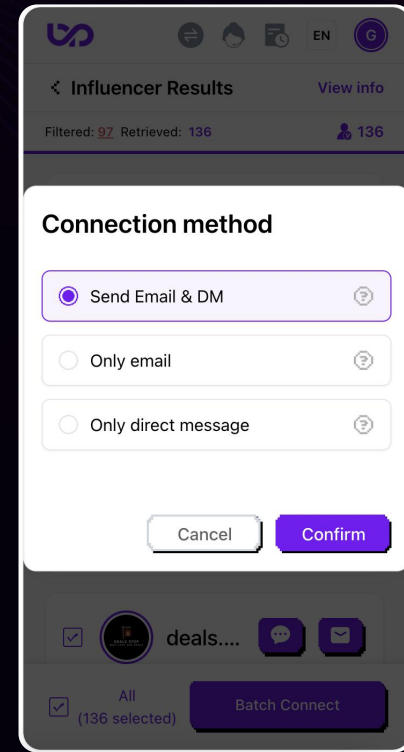 EN
G
Influencer Results
View info
Filtered: 97 Retrieved: 136
136
Connection method
Send Email & DM
?
Only email
?
Only direct message
?
Cancel
Confirm
deals....
All
(136 selected)
Batch Connect